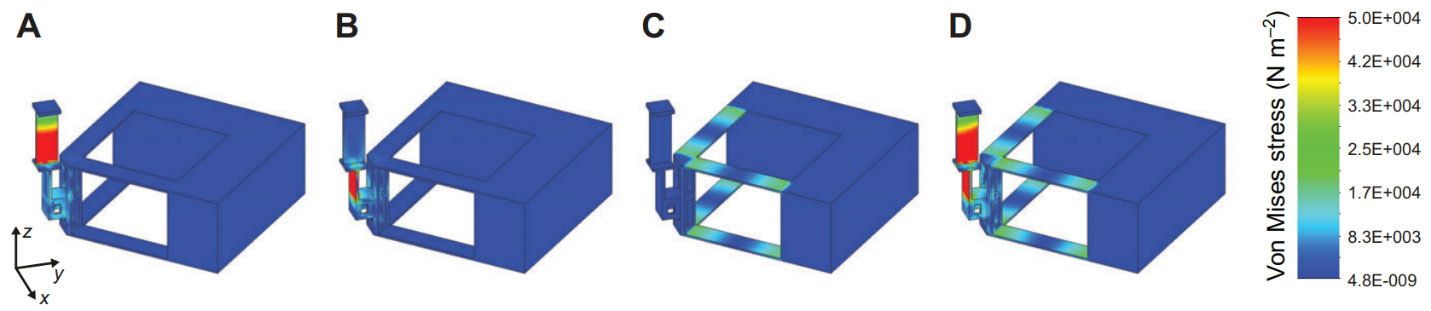 A B C D
z
y
x
Von Mises stress (N m⁻²)
5.0E+004
4.2E+004
3.3E+004
2.5E+004
1.7E+004
8.3E+003
4.8E-009